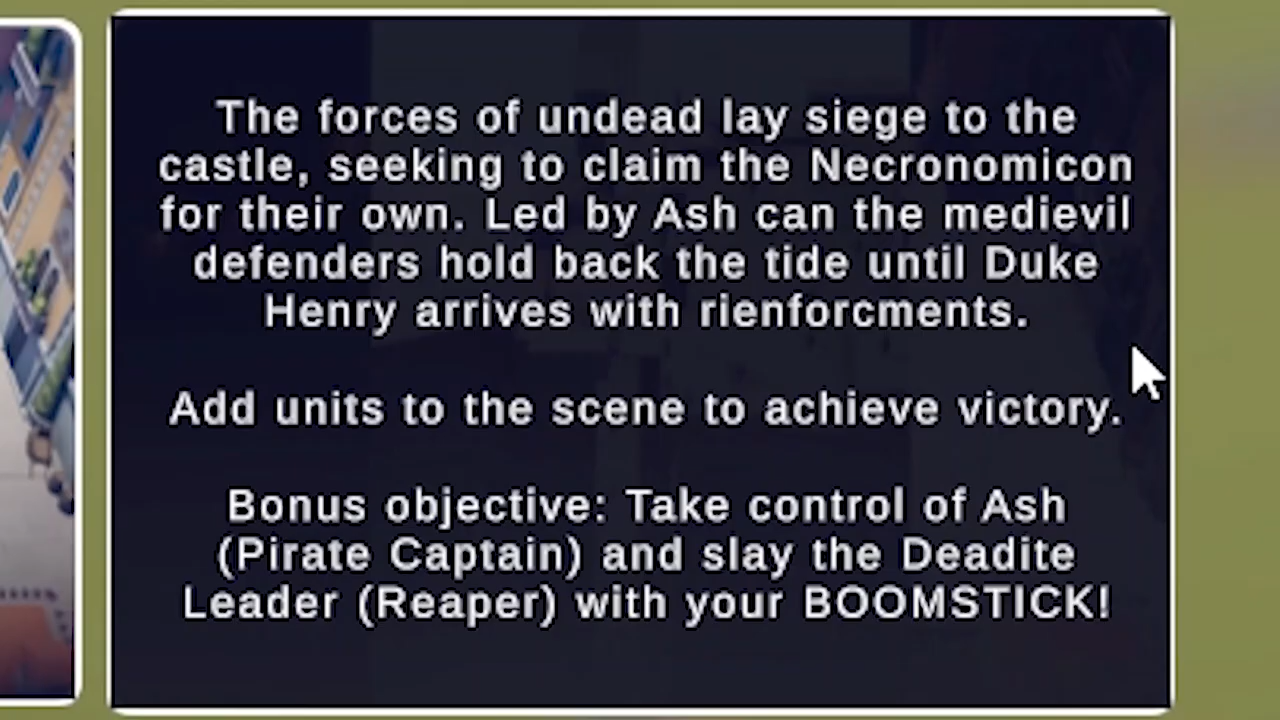 The forces of undead lay siege to the
castle, seeking to claim the Necronomicon
for their own. Led by Ash can the medievil
defenders hold back the tide until Duke
Henry arrives with rienforcments.
Add units to the scene to achieve victory.
Bonus objective: Take control of Ash
(Pirate Captain) and slay the Deadite
Leader (Reaper) with your BOOMSTICK!